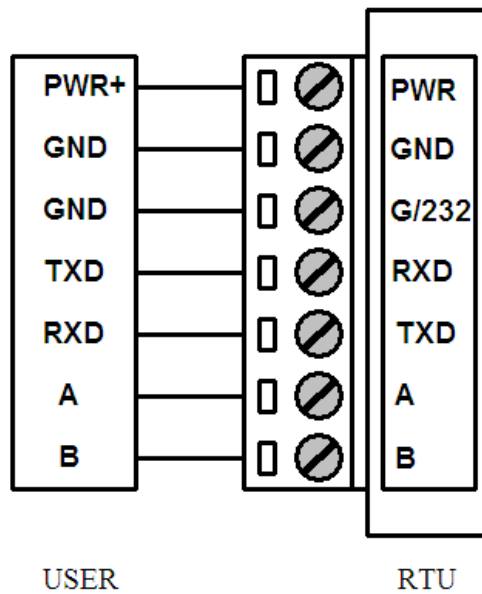 PWR+ PWR
GND GND
GND G/232
TXD RXD
RXD TXD
A A
B B
USER RTU